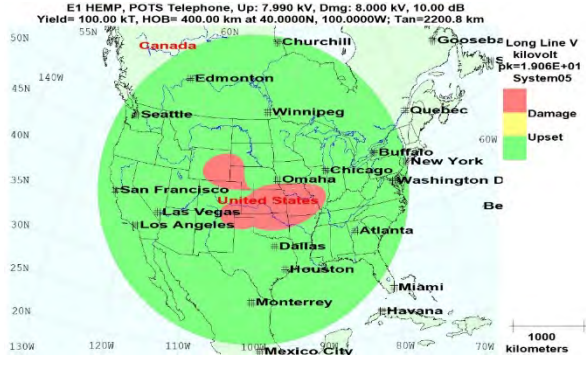 E1 HEMP, POTS Telephone, Up: 7.990 kV, Dmg: 8.000 kV, 10.00 dB
Yield= 100.00 kT, HOB= 400.00 km at 40.0000N, 100.0000W; Tan=2200.8 km
50N
55N
60N
Canada
Churchill
Gooseba
Long Line V
kilovolt
pk=1.906E+01
System05
140W
Edmonton
45N
Seattle
Winnipeg
Quebec
Damage
Upset
40N
60W
Buffalo
New York
Chicago
35N
San Francisco
Omaha
Washington D
United States
Las Vegas
Be
30N
Los Angeles
Atlanta
Dallas
25N
Houston
Miami
20N
Monterrey
Havana
130W
120W
110W
100W
80W
70W
Mexico City
1000
kilometers